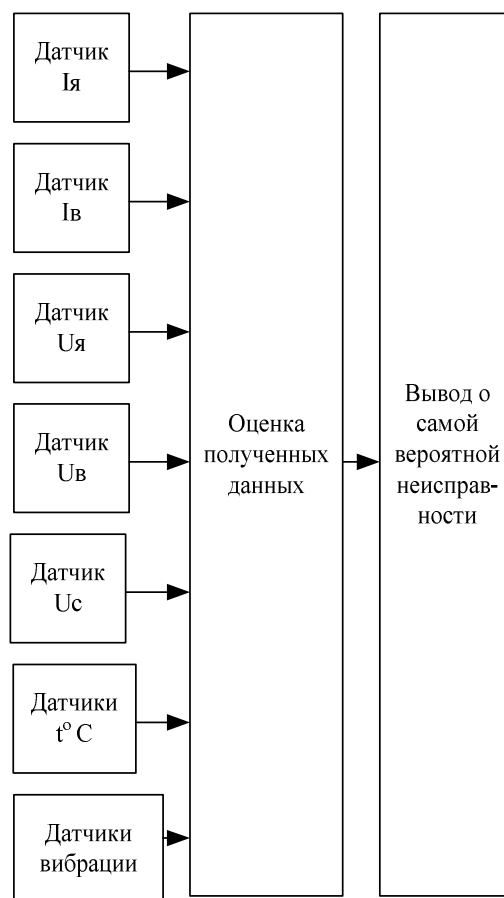 Датчик
Iя
Датчик
Iв
Датчик
Uя
Датчик
Uв
Датчик
Uс
Датчики
t° C
Датчики
вибрации
Оценка
полученных
данных
Вывод о
самой
вероятной
неисправ-
ности